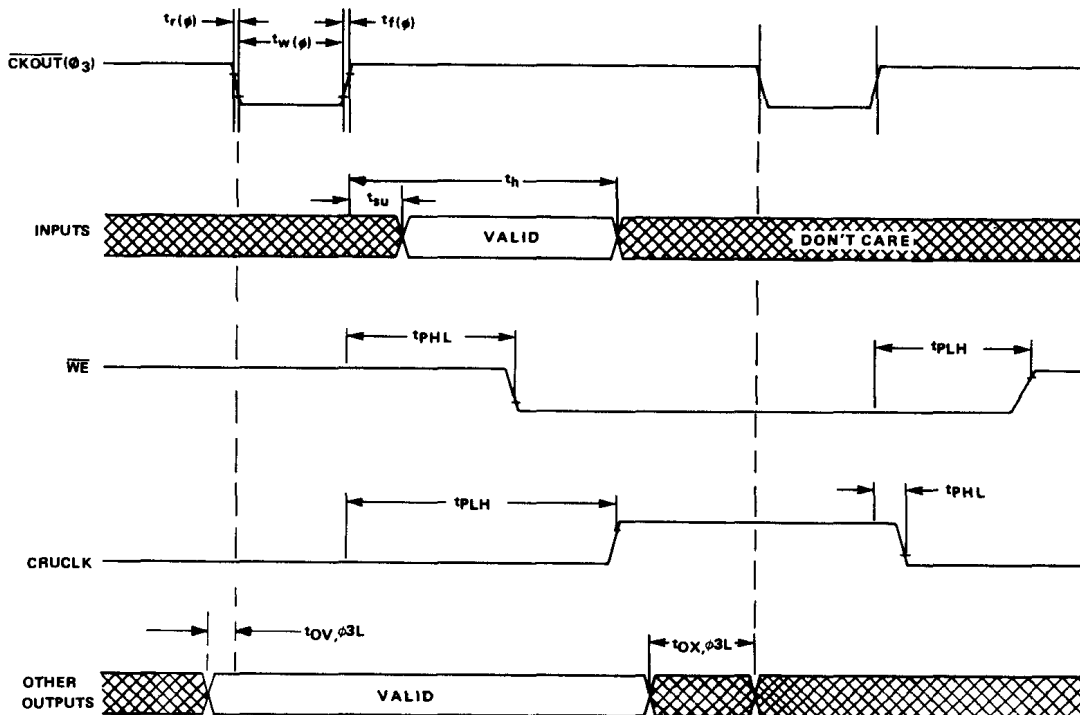 tr(φ) tf(φ)
tw(φ)
CKOUT(φ3)
th
tsu
INPUTS VALID DON'T CARE
tPHL tPLH
WE
tPLH tPHL
CRUCLK
tOV,φ3L tOX,φ3L
OTHER OUTPUTS VALID